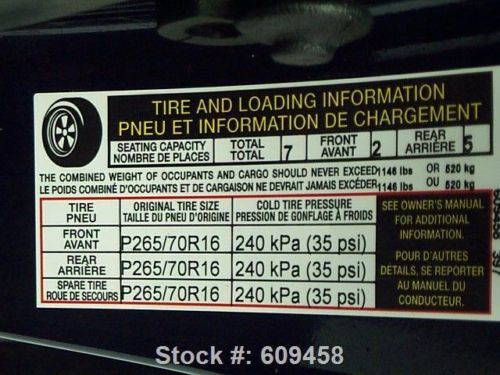 TIRE AND LOADING INFORMATION
PNEU ET INFORMATION DE CHARGEMENT
SEATING CAPACITY TOTAL 7 FRONT 2 REAR 5
NOMBRE DE PLACES TOTAL AVANT ARRIÈRE
THE COMBINED WEIGHT OF OCCUPANTS AND CARGO SHOULD NEVER EXCEED 1146 lbs OR 520 kg
LE POIDS COMBINÉ D'OCCUPANTS ET DE CARGAISON NE DEVRAIT JAMAIS EXCÉDER 1146 lbs OU 520 kg
TIRE ORIGINAL TIRE SIZE COLD TIRE PRESSURE
PNEU TAILLE DU PNEU D'ORIGINE PRESSION DE GONFLAGE À FROIDS
FRONT
AVANT P265/70R16 240 kPa (35 psi)
REAR
ARRIÈRE P265/70R16 240 kPa (35 psi)
SPARE TIRE
ROUE DE SECOURS P265/70R16 240 kPa (35 psi)
SEE OWNER'S MANUAL
FOR ADDITIONAL
INFORMATION.
POUR D'AUTRES
DÉTAILS, SE REPORTER
AU MANUEL DU
CONDUCTEUR.
Stock #: 609458